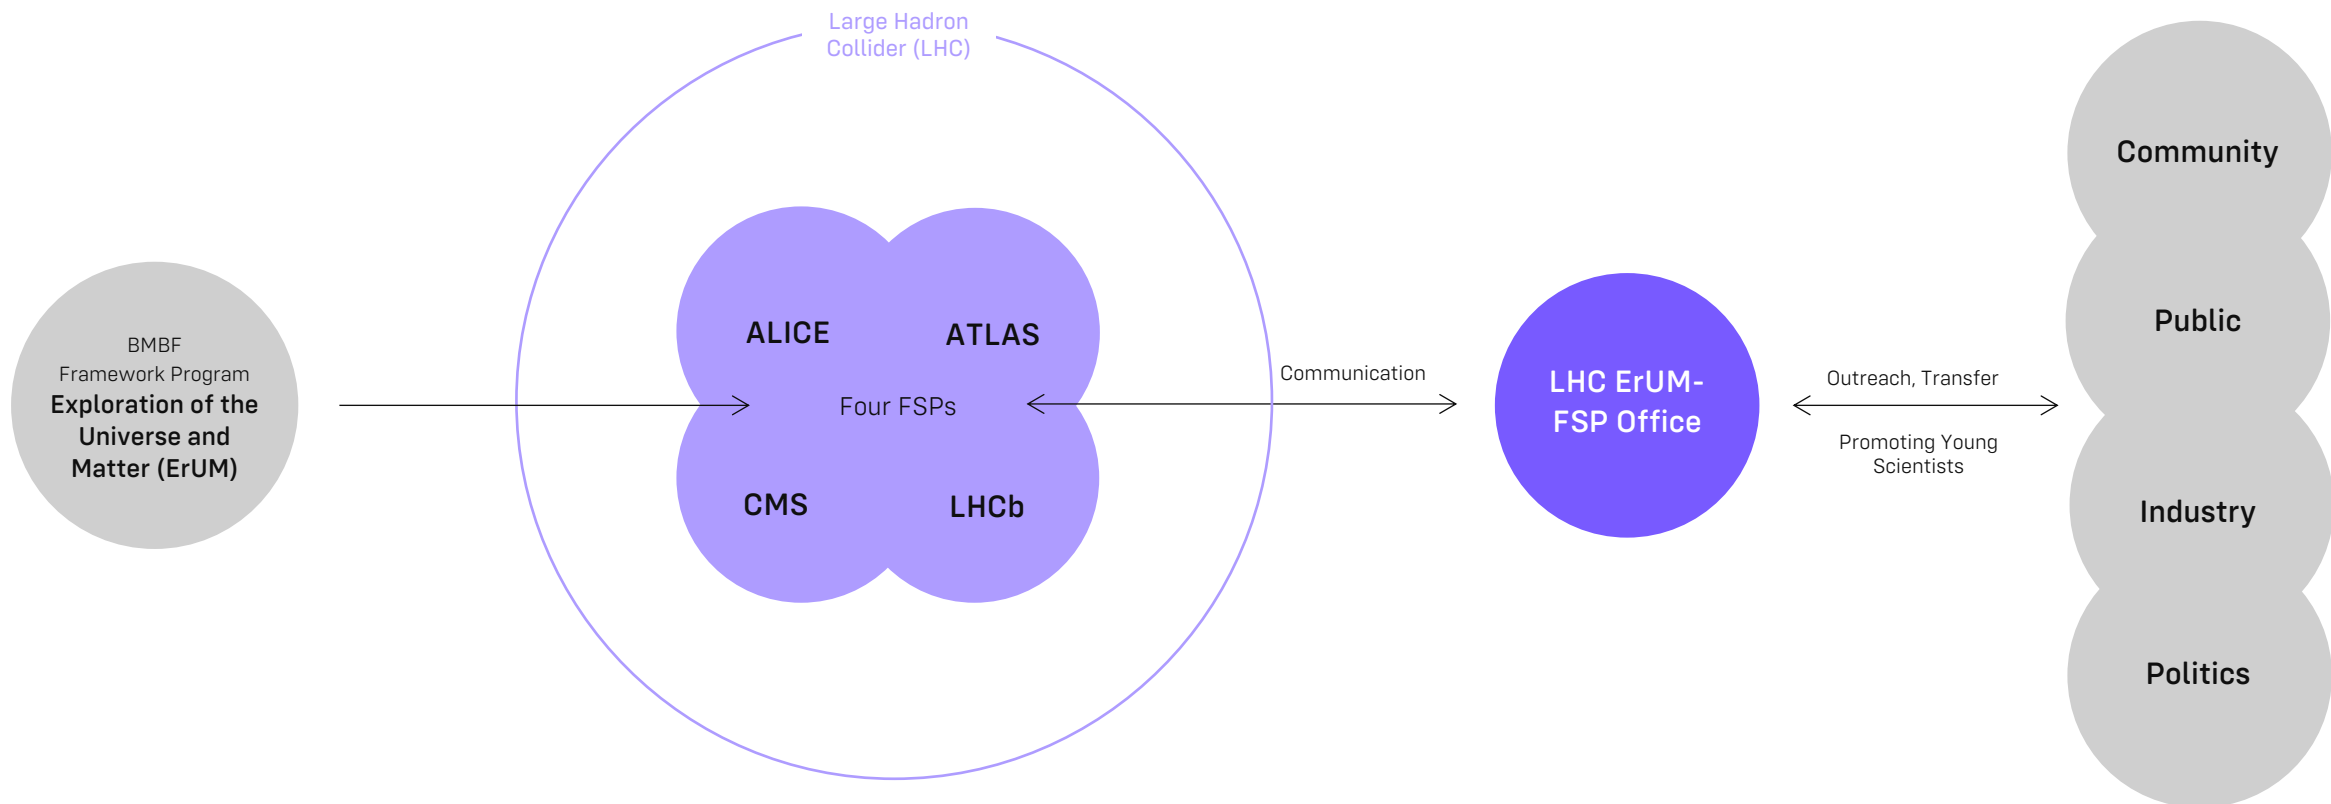 Large Hadron
Collider (LHC)
BMBF
Framework Program
Exploration of the
Universe and
Matter (ErUM)
ALICE
ATLAS
Four FSPs
CMS
LHCb
Communication
LHC ErUM-
FSP Office
Outreach, Transfer
Promoting Young
Scientists
Community
Public
Industry
Politics